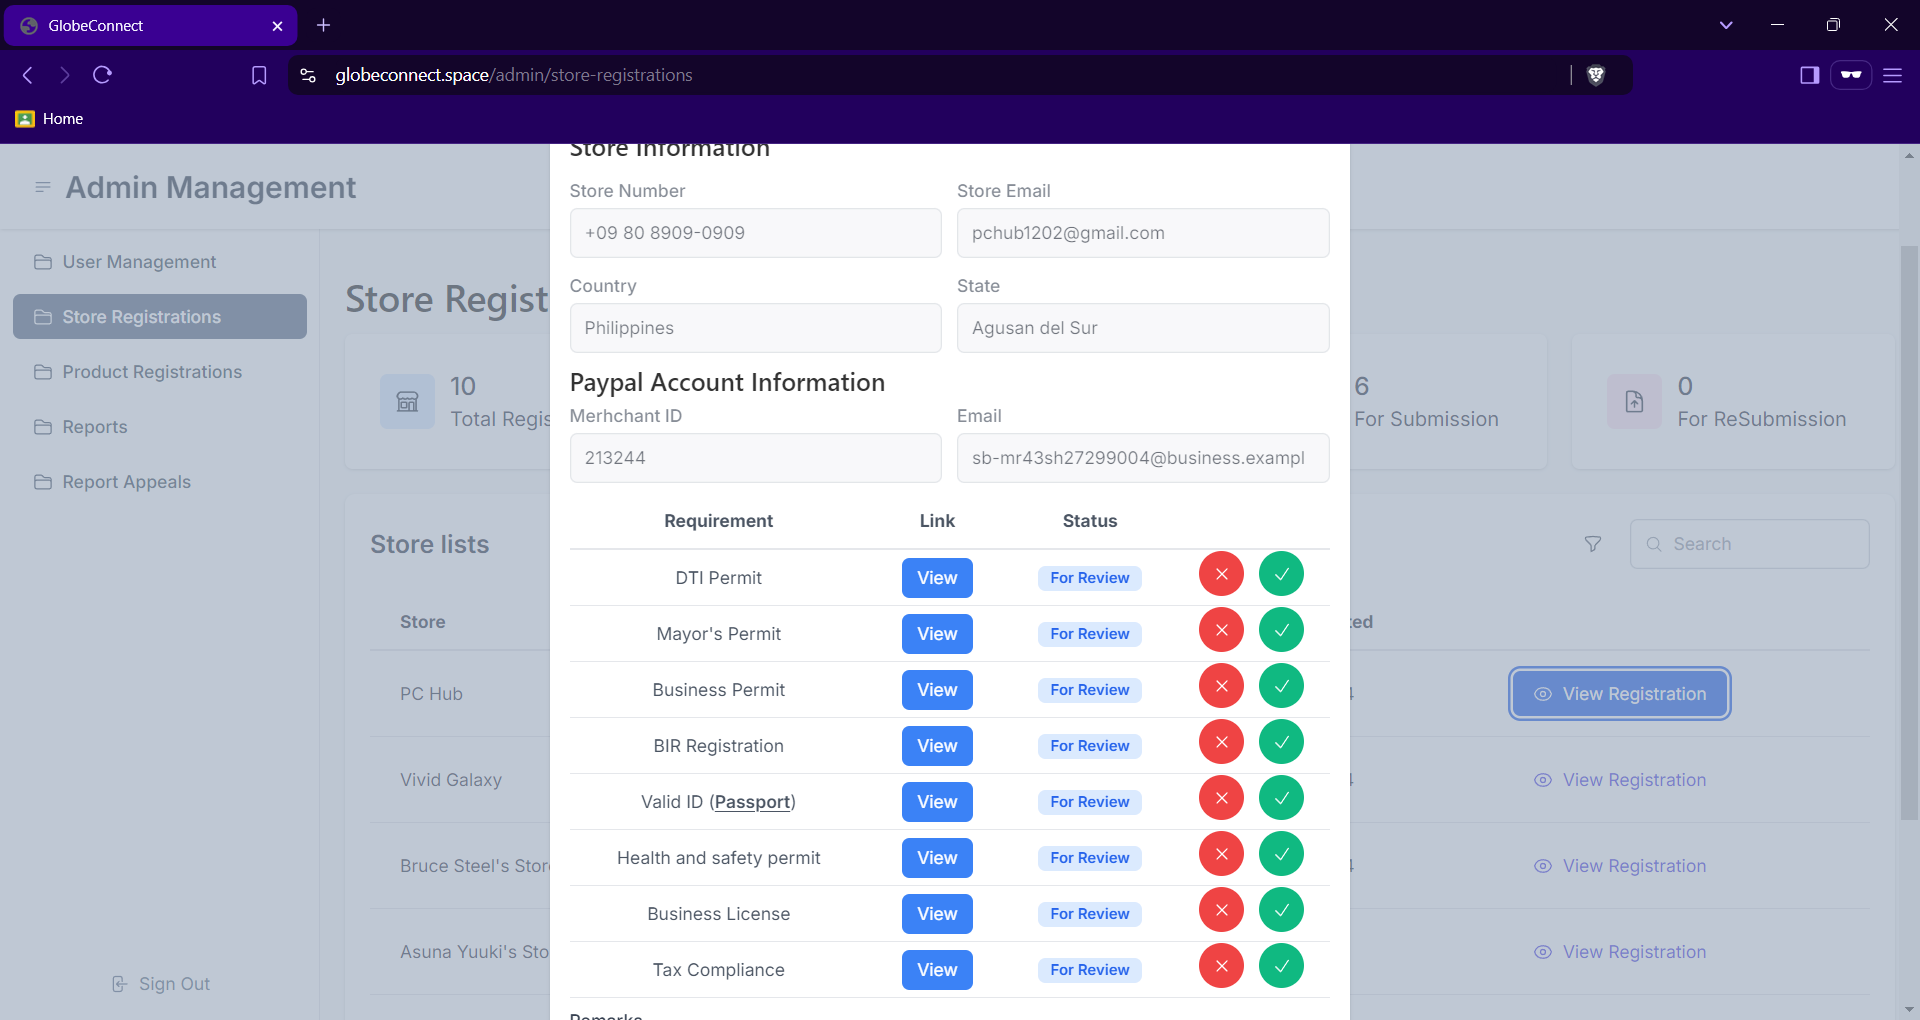 GlobeConnect
globeconnect.space/admin/store-registrations
Home
Admin Management
User Management
Store Registrations
Product Registrations
Reports
Report Appeals
Sign Out
Store Regist
10
Total Regis
6
For Submission
0
For ReSubmission
Store lists
Search
Store
ted
PC Hub
View Registration
Vivid Galaxy
View Registration
Bruce Steel's Stor
View Registration
Asuna Yuuki's Sto
View Registration
Store Information
Store Number
Store Email
+09 80 8909-0909
pchub1202@gmail.com
Country
State
Philippines
Agusan del Sur
Paypal Account Information
Merhchant ID
Email
213244
sb-mr43sh27299004@business.exampl
Requirement Link Status
DTI Permit View For Review
Mayor's Permit View For Review
Business Permit View For Review
BIR Registration View For Review
Valid ID (Passport) View For Review
Health and safety permit View For Review
Business License View For Review
Tax Compliance View For Review
Remarks